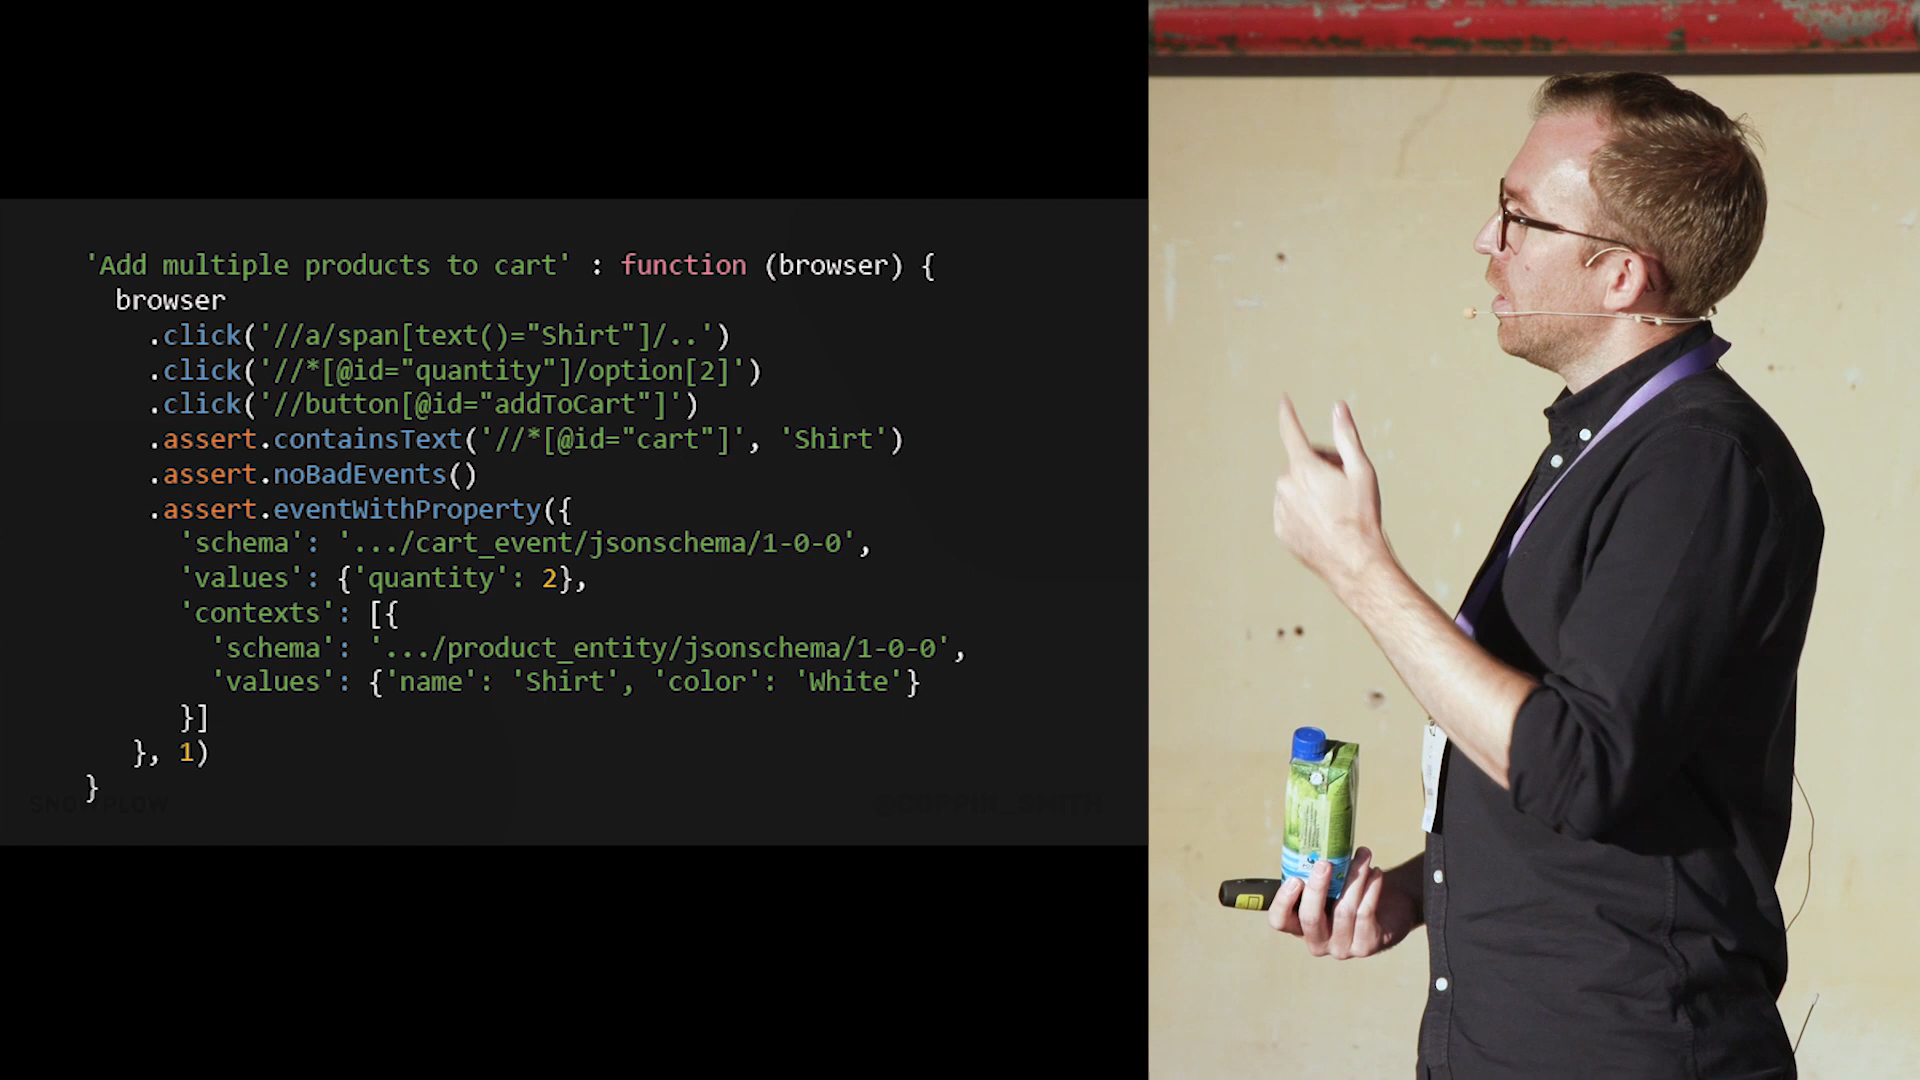 'Add multiple products to cart' : function (browser) {
browser
.click('//a/span[text()="Shirt"]/..')
.click('//*[@id="quantity"]/option[2]')
.click('//button[@id="addToCart"]')
.assert.containsText('//*[@id="cart"]', 'Shirt')
.assert.noBadEvents()
.assert.eventWithProperty({
'schema': '.../cart_event/jsonschema/1-0-0',
'values': {'quantity': 2},
'contexts': [{
'schema': '.../product_entity/jsonschema/1-0-0',
'values': {'name': 'Shirt', 'color': 'White'}
}]
}, 1)
}
SNOWPLOW